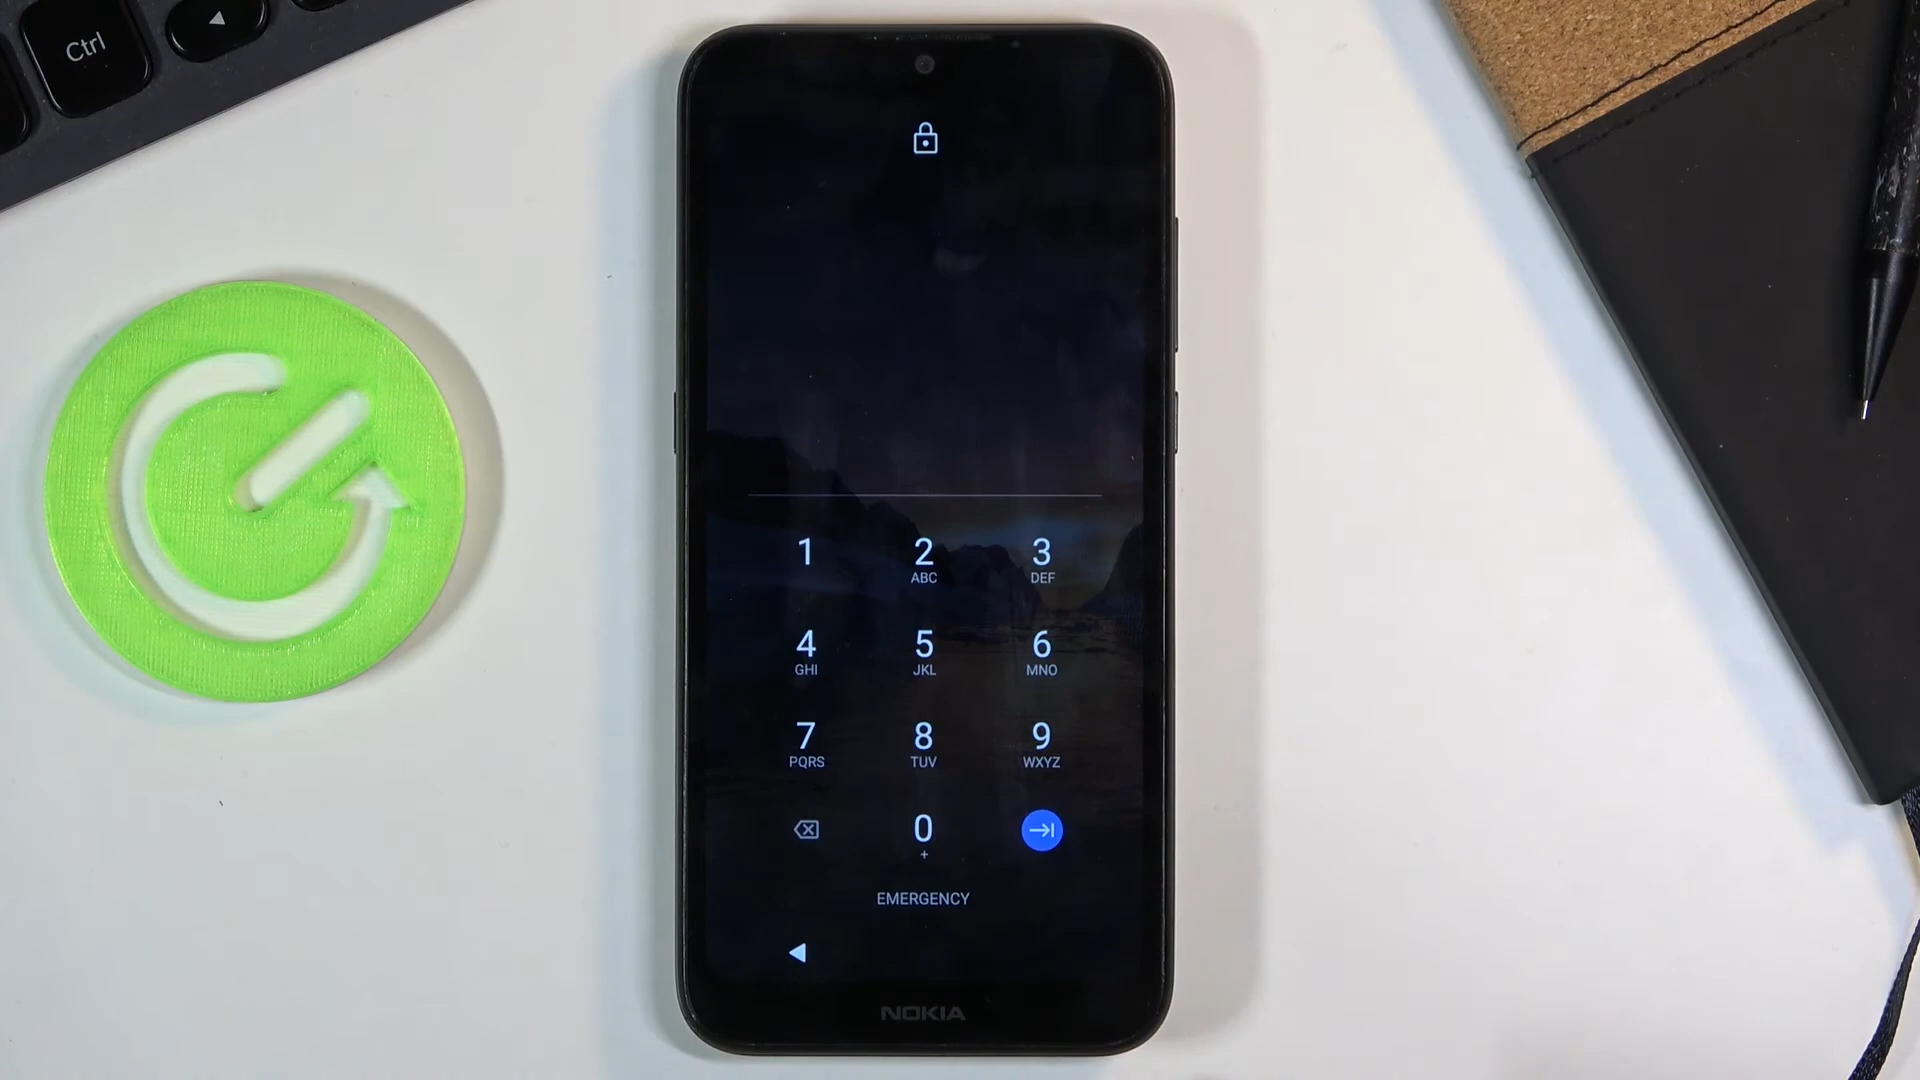 Ctrl
1
2
ABC
3
DEF
4
GHI
5
JKL
6
MNO
7
PQRS
8
TUV
9
WXYZ
0
+
EMERGENCY
NOKIA